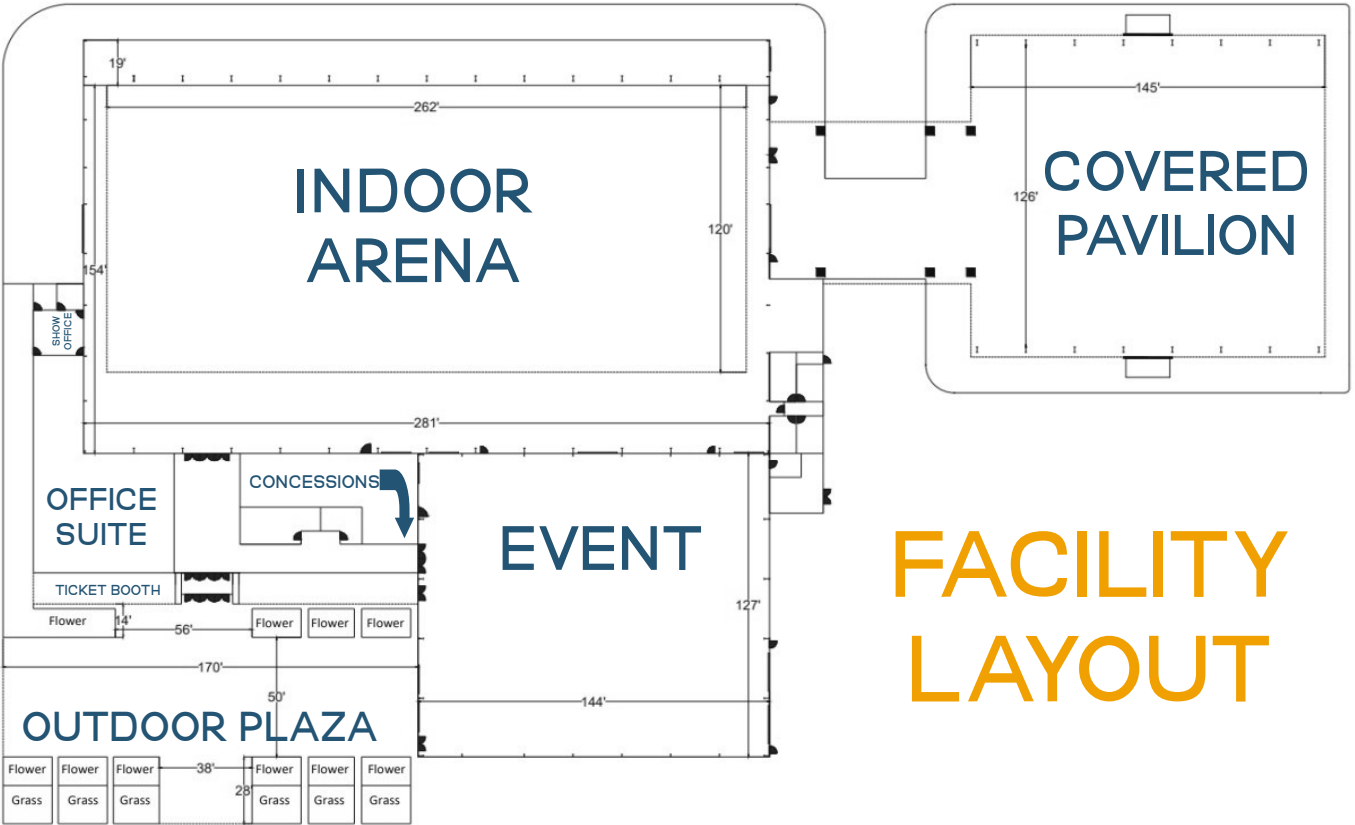 19'
262'
145'
INDOOR
ARENA
COVERED
PAVILION
126'
120'
154'
SHOW
OFFICE
281'
CONCESSIONS
OFFICE
SUITE
EVENT
FACILITY
LAYOUT
TICKET BOOTH
127'
Flower
14'
56'
Flower
Flower
Flower
170'
50'
144'
OUTDOOR PLAZA
Flower
Flower
Flower
38'
Flower
Flower
Flower
28'
Grass
Grass
Grass
Grass
Grass
Grass